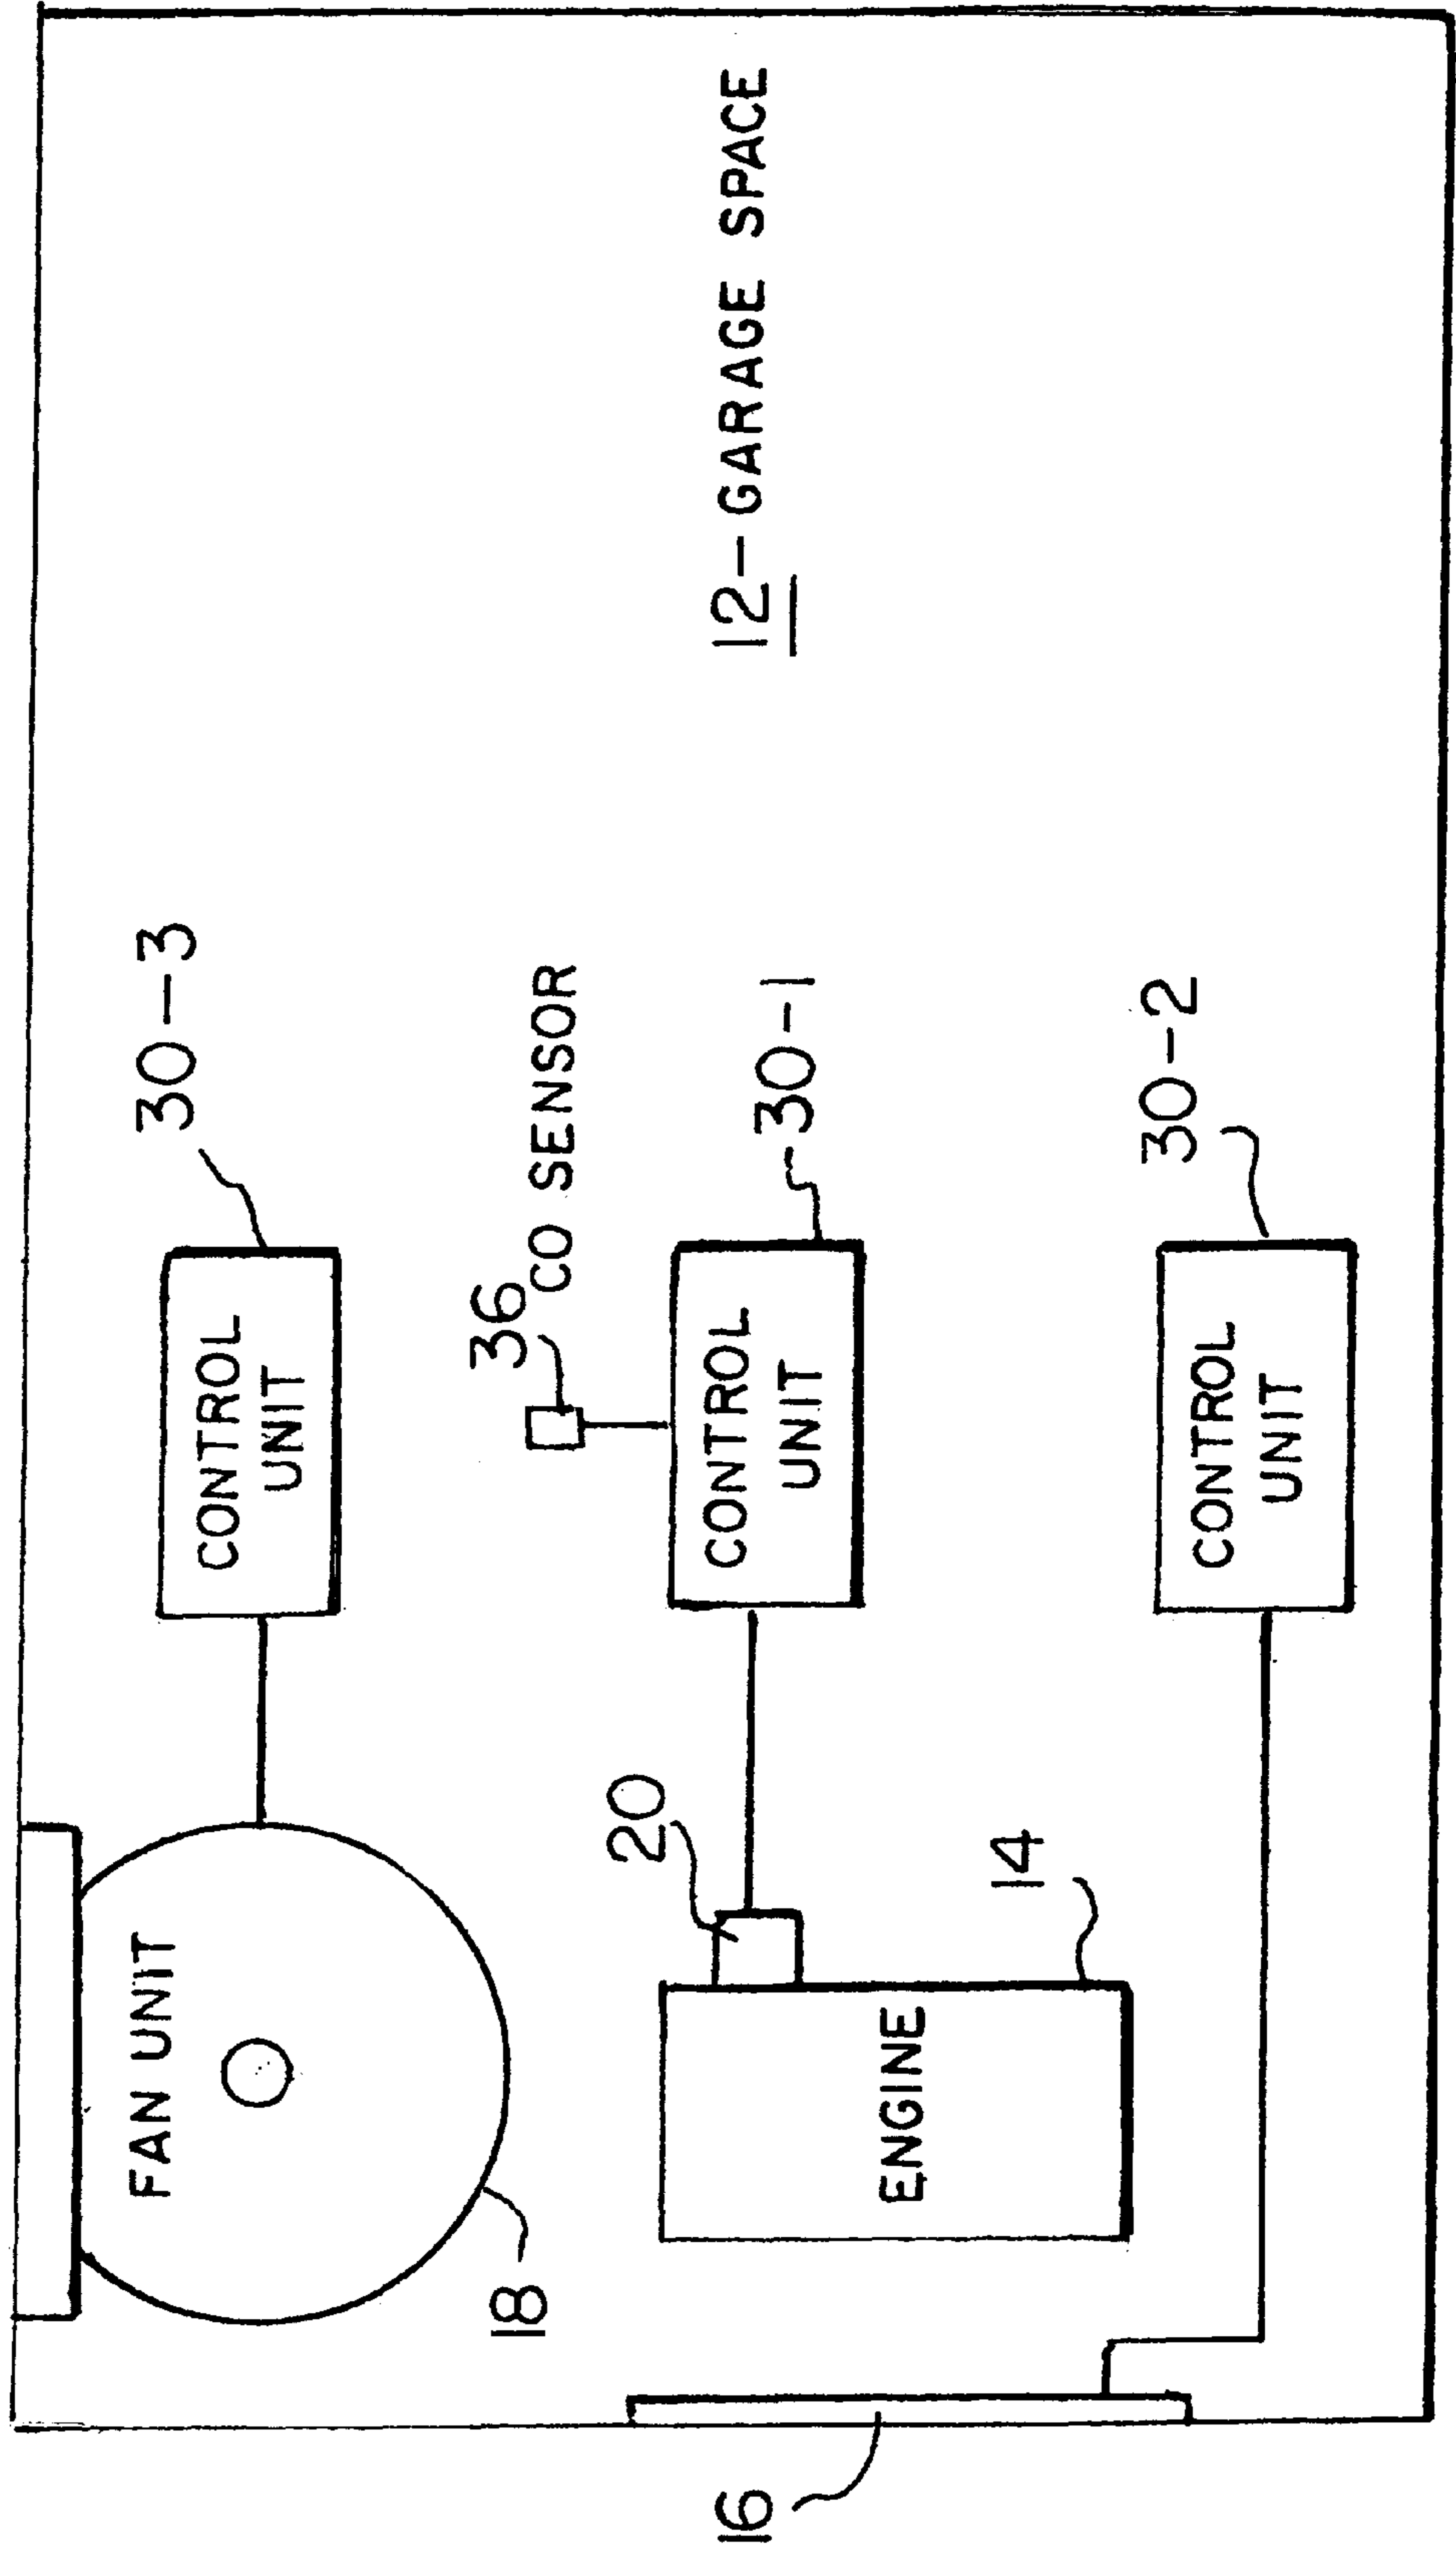 FAN UNIT
18
CONTROL
UNIT
30-3
36
CO SENSOR
20
CONTROL
UNIT
30-1
12-GARAGE SPACE
ENGINE
14
16
CONTROL
UNIT
30-2